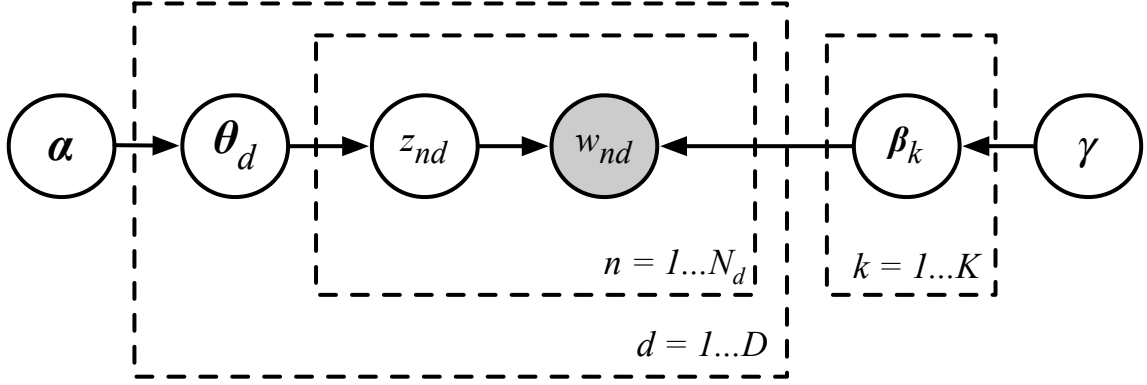 α
θ_d
z_nd
w_nd
β_k
γ
n = 1...N_d
k = 1...K
d = 1...D